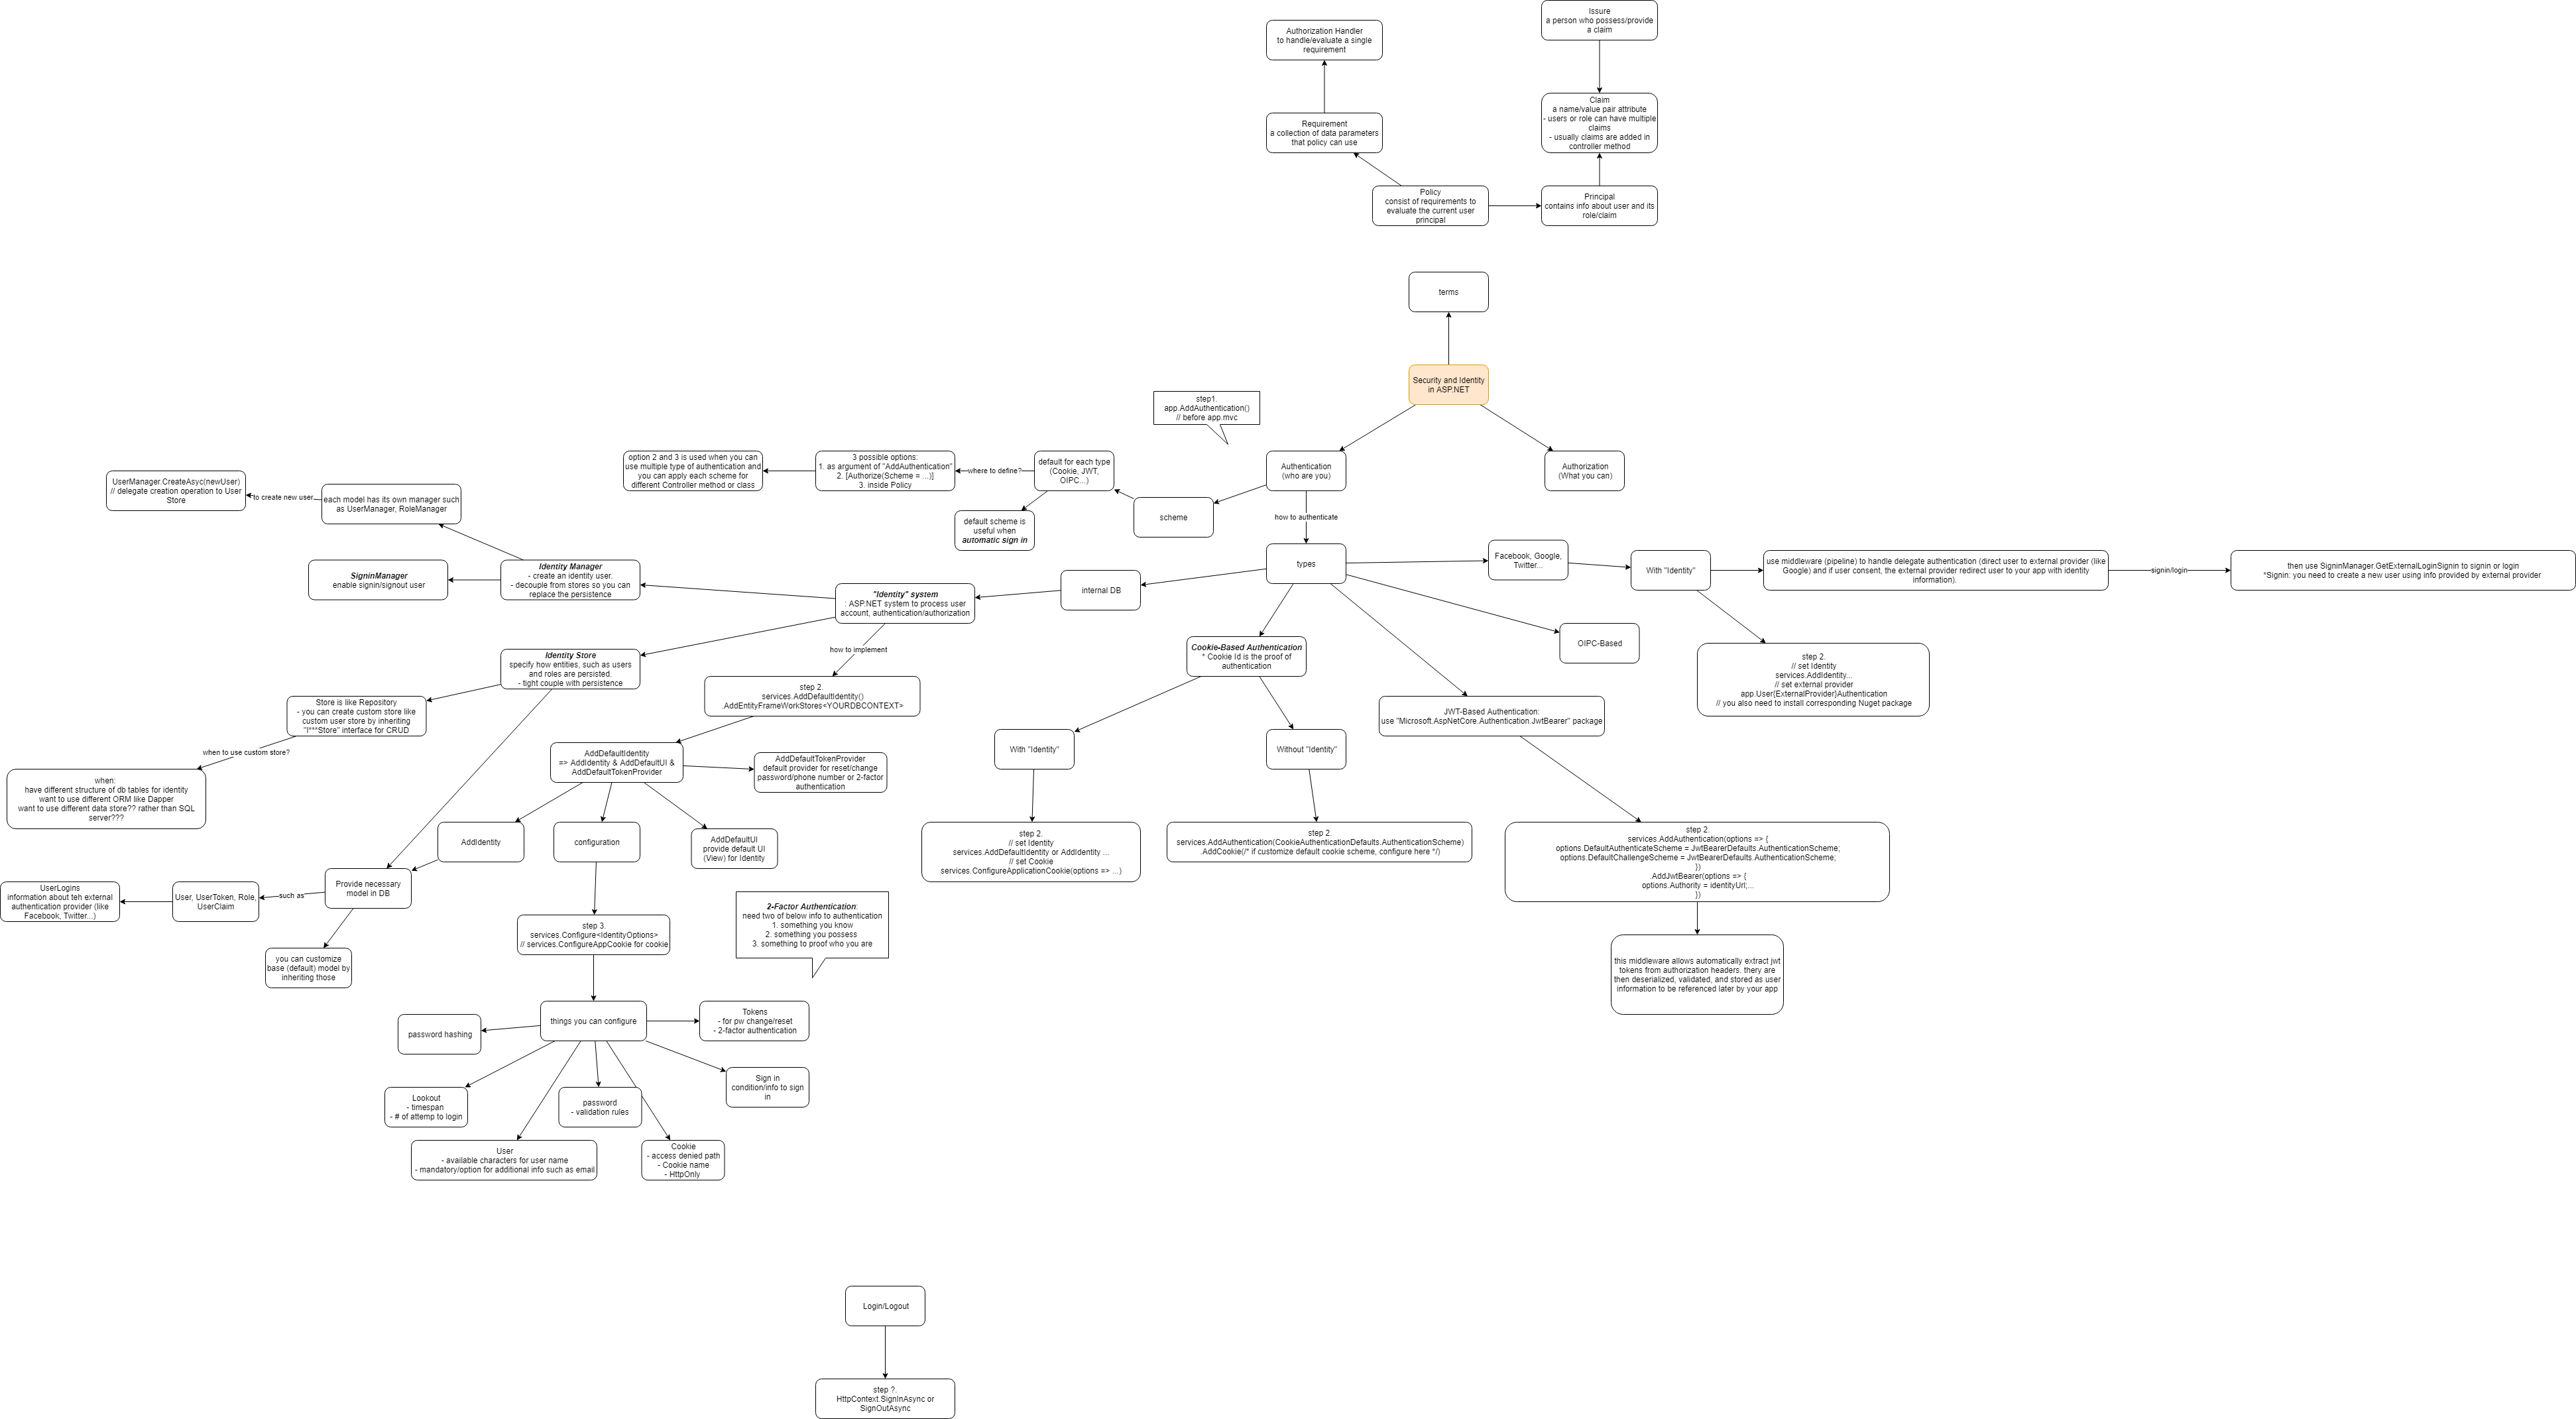 Issure
a person who possess/provide
a claim
Authorization Handler
to handle/evaluate a single
requirement
Claim
a name/value pair attribute
- users or role can have multiple
claims
- usually claims are added in
controller method
Requirement
a collection of data parameters
that policy can use
Policy
consist of requirements to
evaluate the current user
principal
Principal
contains info about user and its
role/claim
terms
Security and Identity
in ASP.NET
step1.
app.AddAuthentication()
// before app.mvc
Authentication
(who are you)
Authorization
(What you can)
option 2 and 3 is used when you can
use multiple type of authentication and
you can apply each scheme for
different Controller method or class
3 possible options:
1. as argument of "AddAuthentication"
2. [Authorize(Scheme = ...)]
3. inside Policy
where to define?
default for each type
(Cookie, JWT,
OIPC...)
scheme
default scheme is
useful when
automatic sign in
how to authenticate
UserManager.CreateAsyc(newUser)
// delegate creation operation to User
Store
to create new user
each model has its own manager such
as UserManager, RoleManager
SigninManager
enable signin/signout user
Identity Manager
- create an identity user.
- decouple from stores so you can
replace the persistence
"Identity" system
: ASP.NET system to process user
account, authentication/authorization
internal DB
types
Facebook, Google,
Twitter...
With "Identity"
use middleware (pipeline) to handle delegate authentication (direct user to external provider (like
Google) and if user consent, the external provider redirect user to your app with identity
information).
signin/login
then use SigninManager.GetExternalLoginSignin to signin or login
*Signin: you need to create a new user using info provided by external provider
OIPC-Based
Identity Store
specify how entities, such as users
and roles are persisted.
- tight couple with persistence
how to implement
Cookie-Based Authentication
* Cookie Id is the proof of
authentication
step 2.
// set Identity
services.AddIdentity...
// set external provider
app.User{ExternalProvider}Authentication
// you also need to install corresponding Nuget package
step 2.
services.AddDefaultIdentity()
.AddEntityFrameWorkStores<YOURDBCONTEXT>
Store is like Repository
- you can create custom store like
custom user store by inheriting
"I***Store" interface for CRUD
JWT-Based Authentication:
use "Microsoft.AspNetCore.Authentication.JwtBearer" package
when to use custom store?
when:
have different structure of db tables for identity
want to use different ORM like Dapper
want to use different data store?? rather than SQL
server???
AddDefaultIdentity
=> AddIdentity & AddDefaultUI &
AddDefaultTokenProvider
AddDefaultTokenProvider
default provider for reset/change
password/phone number or 2-factor
authentication
With "Identity"
Without "Identity"
AddIdentity
configuration
AddDefaultUI
provide default UI
(View) for Identity
step 2.
// set Identity
services.AddDefaultIdentity or AddIdentity ...
// set Cookie
services.ConfigureApplicationCookie(options => ...)
step 2.
services.AddAuthentication(CookieAuthenticationDefaults.AuthenticationScheme)
.AddCookie(/* if customize default cookie scheme, configure here */)
step 2.
services.AddAuthentication(options => {
options.DefaultAuthenticateScheme = JwtBearerDefaults.AuthenticationScheme;
options.DefaultChallengeScheme = JwtBearerDefaults.AuthenticationScheme;
})
.AddJwtBearer(options => {
options.Authority = identityUrl;...
})
UserLogins
information about teh external
authentication provider (like
Facebook, Twitter...)
User, UserToken, Role,
UserClaim
such as
Provide necessary
model in DB
you can customize
base (default) model by
inheriting those
step 3.
services.Configure<IdentityOptions>
// services.ConfigureAppCookie for cookie
2-Factor Authentication:
need two of below info to authentication
1. something you know
2. something you possess
3. something to proof who you are
this middleware allows automatically extract jwt
tokens from authorization headers. they are
then deserialized, validated, and stored as user
information to be referenced later by your app
password hashing
things you can configure
Tokens
- for pw change/reset
- 2-factor authentication
Lookout
- timespan
- # of attemp to login
password
- validation rules
Sign in
condition/info to sign
in
User
- available characters for user name
- mandatory/option for additional info such as email
Cookie
- access denied path
- Cookie name
- HttpOnly
Login/Logout
step ?.
HttpContext.SignInAsync or
SignOutAsync